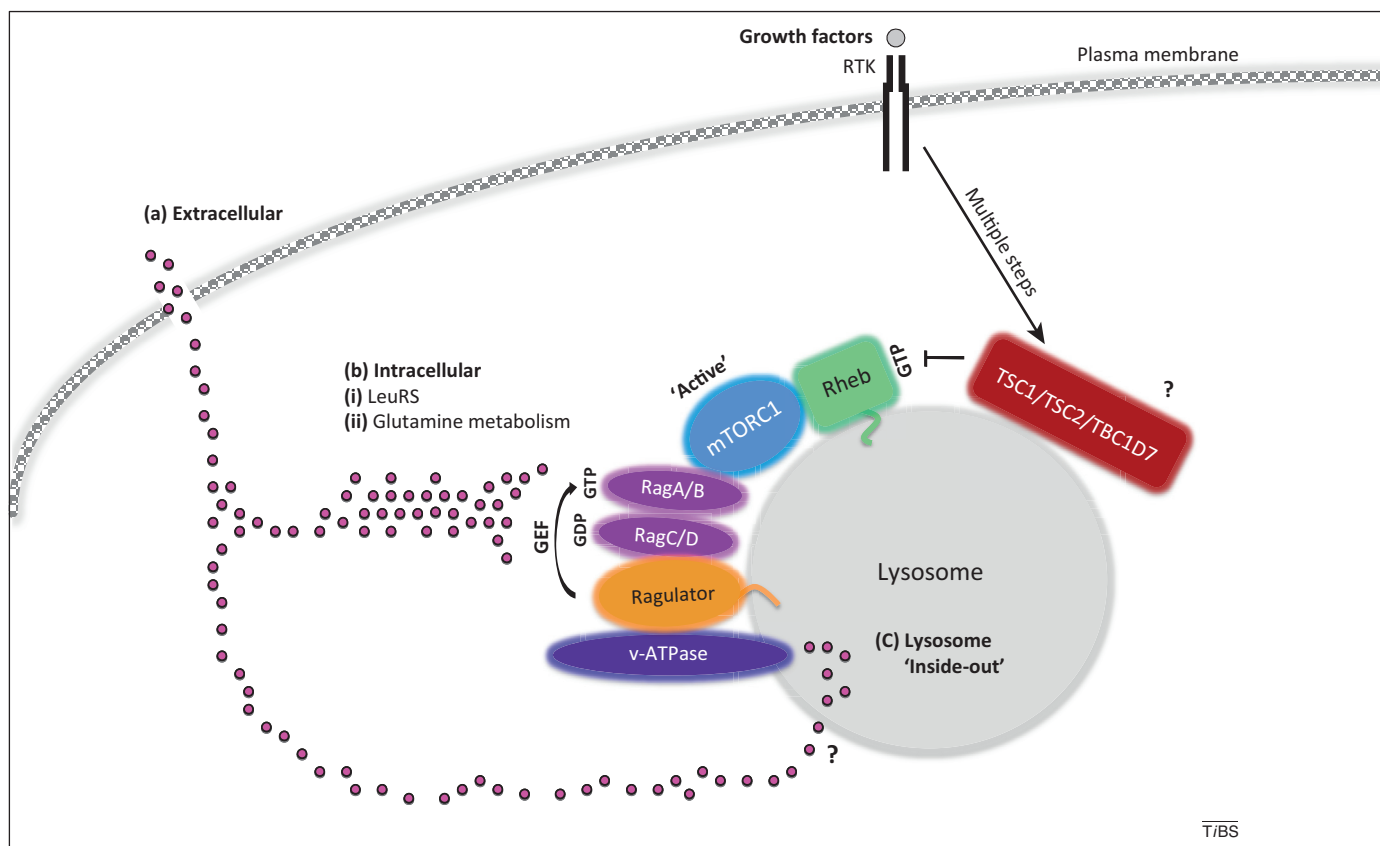 Growth factors
RTK
Plasma membrane
(a) Extracellular
Multiple steps
(b) Intracellular
(i) LeuRS
(ii) Glutamine metabolism
‘Active’
mTORC1
Rheb
GTP
TSC1/TSC2/TBC1D7
?
GEF
GTP
RagA/B
GDP
RagC/D
Ragulator
v-ATPase
Lysosome
(C) Lysosome
‘Inside-out’
?
TiBS